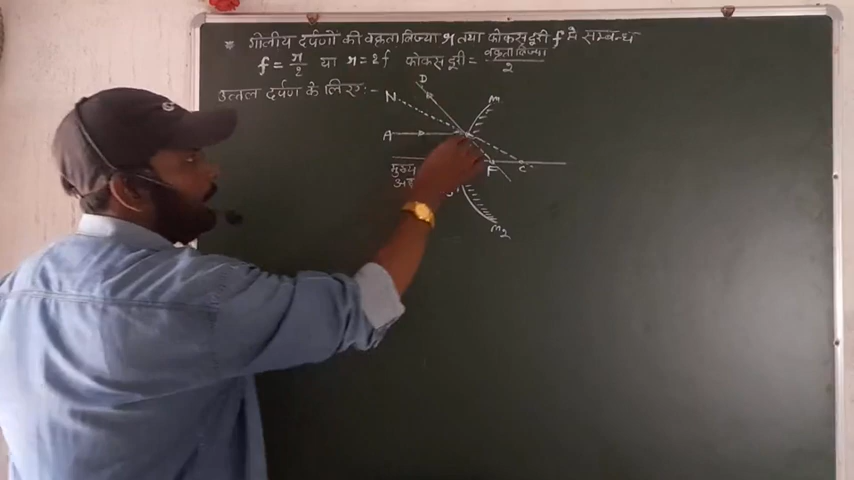 * गोलीय दर्पणों की वक्रता त्रिज्या r तथा फोकस दूरी f में सम्बन्ध
f = r/2 या r = 2f फोकस दूरी = वक्रता त्रिज्या/2
उत्तल दर्पण के लिए :-
D
N
M₁
A
मुख्य
F
C
M₂